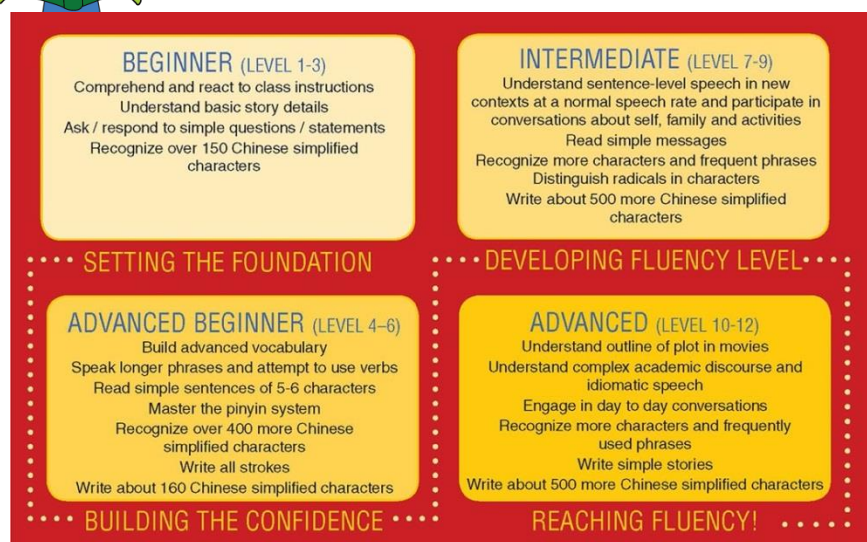 BEGINNER (LEVEL 1-3)
Comprehend and react to class instructions
Understand basic story details
Ask / respond to simple questions / statements
Recognize over 150 Chinese simplified
characters
SETTING THE FOUNDATION
ADVANCED BEGINNER (LEVEL 4–6)
Build advanced vocabulary
Speak longer phrases and attempt to use verbs
Read simple sentences of 5-6 characters
Master the pinyin system
Recognize over 400 more Chinese
simplified characters
Write all strokes
Write about 160 Chinese simplified characters
BUILDING THE CONFIDENCE
INTERMEDIATE (LEVEL 7-9)
Understand sentence-level speech in new
contexts at a normal speech rate and participate in
conversations about self, family and activities
Read simple messages
Recognize more characters and frequent phrases
Distinguish radicals in characters
Write about 500 more Chinese simplified
characters
DEVELOPING FLUENCY LEVEL
ADVANCED (LEVEL 10-12)
Understand outline of plot in movies
Understand complex academic discourse and
idiomatic speech
Engage in day to day conversations
Recognize more characters and frequently
used phrases
Write simple stories
Write about 500 more Chinese simplified characters
REACHING FLUENCY!